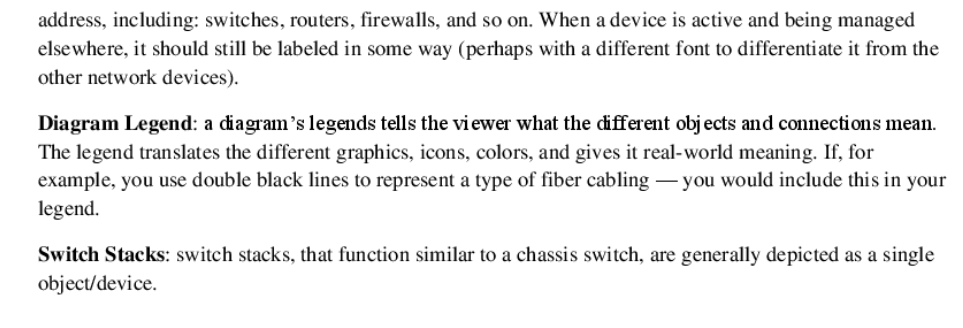 address, including: switches, routers, firewalls, and so on. When a device is active and being managed
elsewhere, it should still be labeled in some way (perhaps with a different font to differentiate it from the
other network devices).
Diagram Legend: a diagram's legends tells the viewer what the different objects and connections mean.
The legend translates the different graphics, icons, colors, and gives it real-world meaning. If, for
example, you use double black lines to represent a type of fiber cabling — you would include this in your
legend.
Switch Stacks: switch stacks, that function similar to a chassis switch, are generally depicted as a single
object/device.